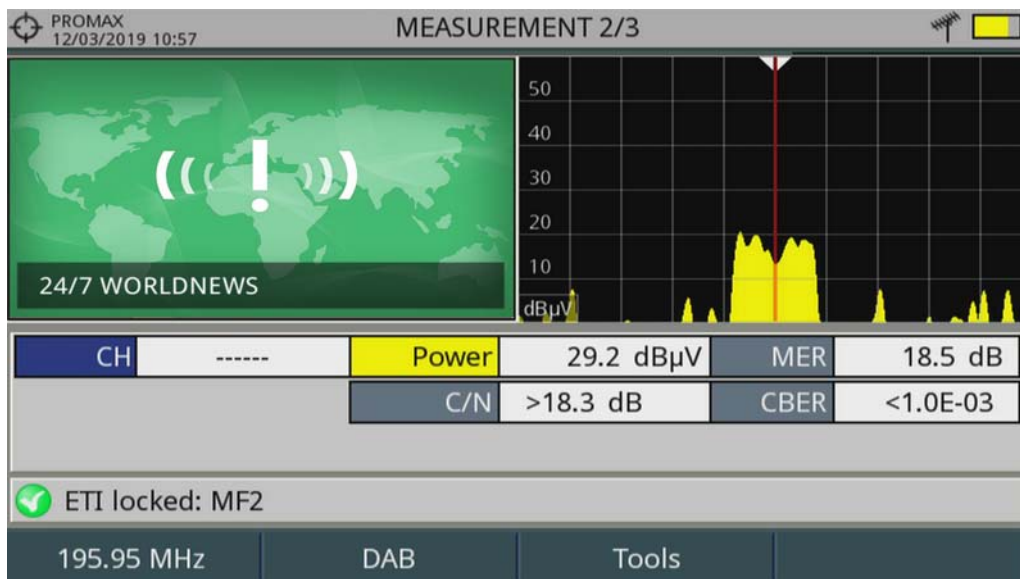 PROMAX
12/03/2019 10:57
MEASUREMENT 2/3
24/7 WORLDNEWS
50
40
30
20
10
dBµV
CH ------ Power 29.2 dBµV MER 18.5 dB
C/N >18.3 dB CBER <1.0E-03
ETI locked: MF2
195.95 MHz DAB Tools